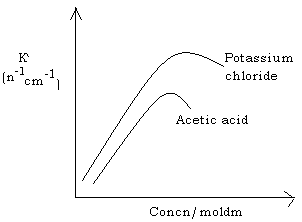 K`
(n⁻¹cm⁻¹)
Potassium
chloride
Acetic acid
Concn/moldm